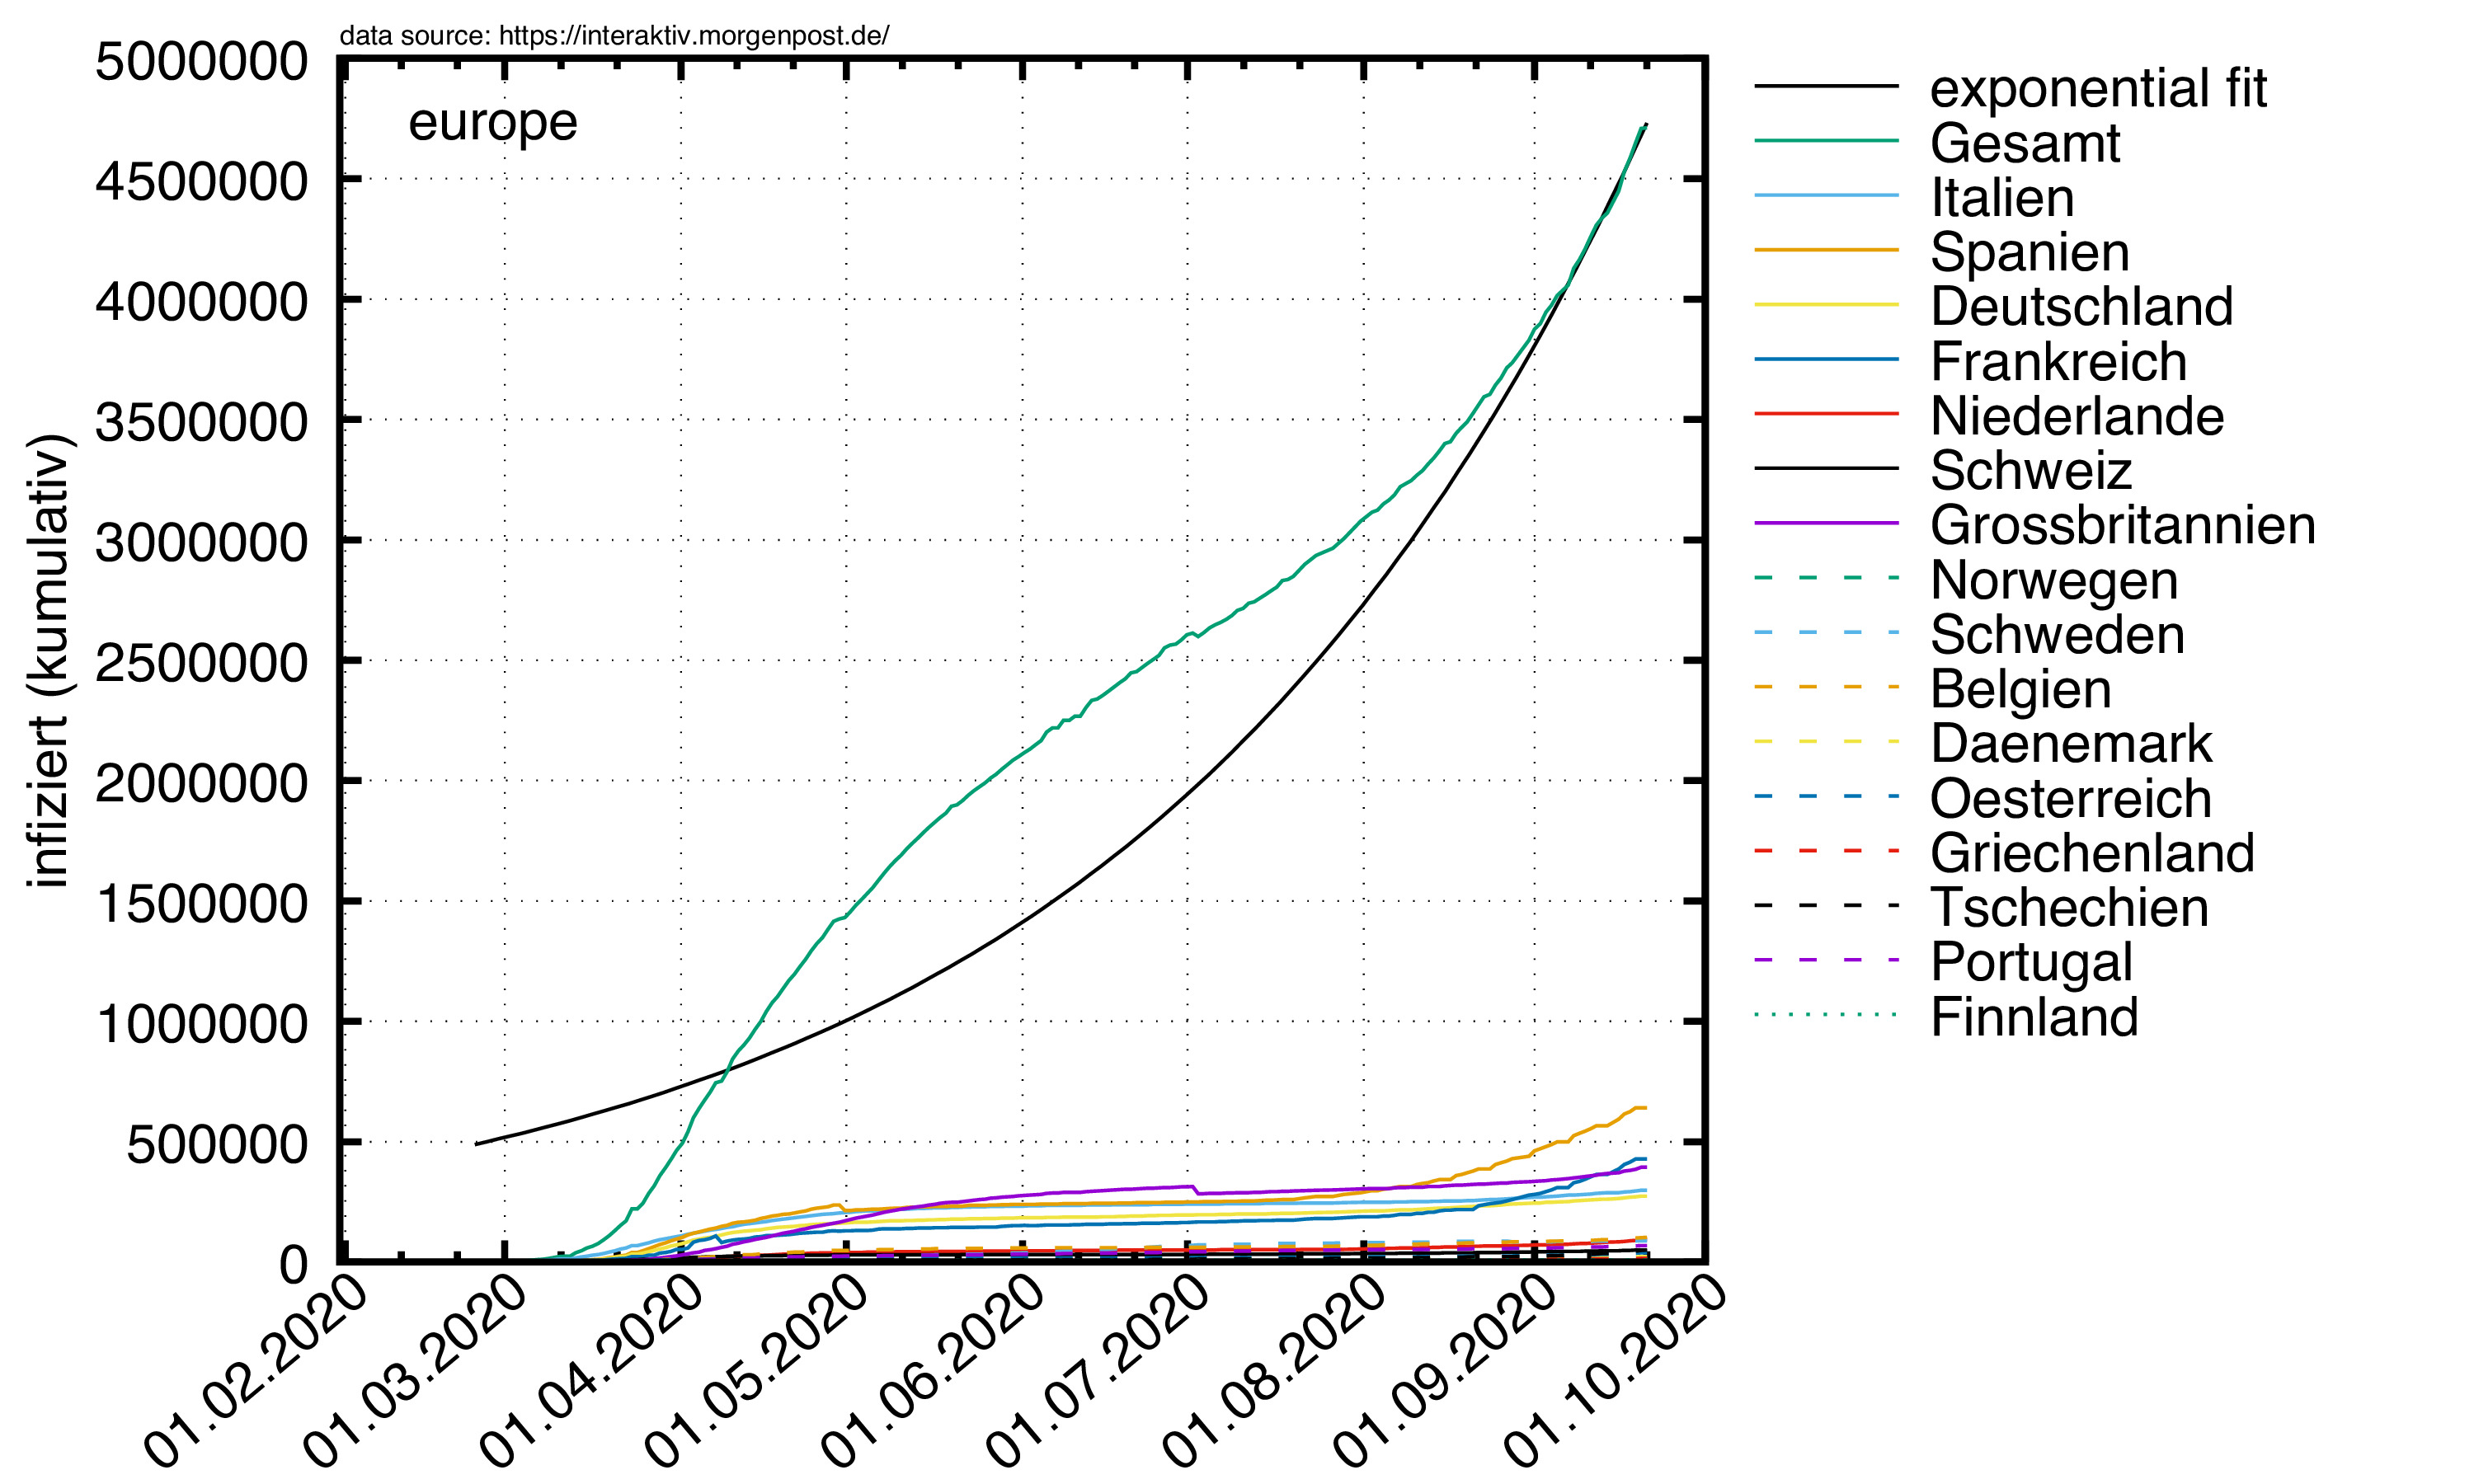 data source: https://interaktiv.morgenpost.de/
europe
infiziert (kumulativ)
5000000
4500000
4000000
3500000
3000000
2500000
2000000
1500000
1000000
500000
0
01.02.2020
01.03.2020
01.04.2020
01.05.2020
01.06.2020
01.07.2020
01.08.2020
01.09.2020
01.10.2020
exponential fit
Gesamt
Italien
Spanien
Deutschland
Frankreich
Niederlande
Schweiz
Grossbritannien
Norwegen
Schweden
Belgien
Daenemark
Oesterreich
Griechenland
Tschechien
Portugal
Finnland